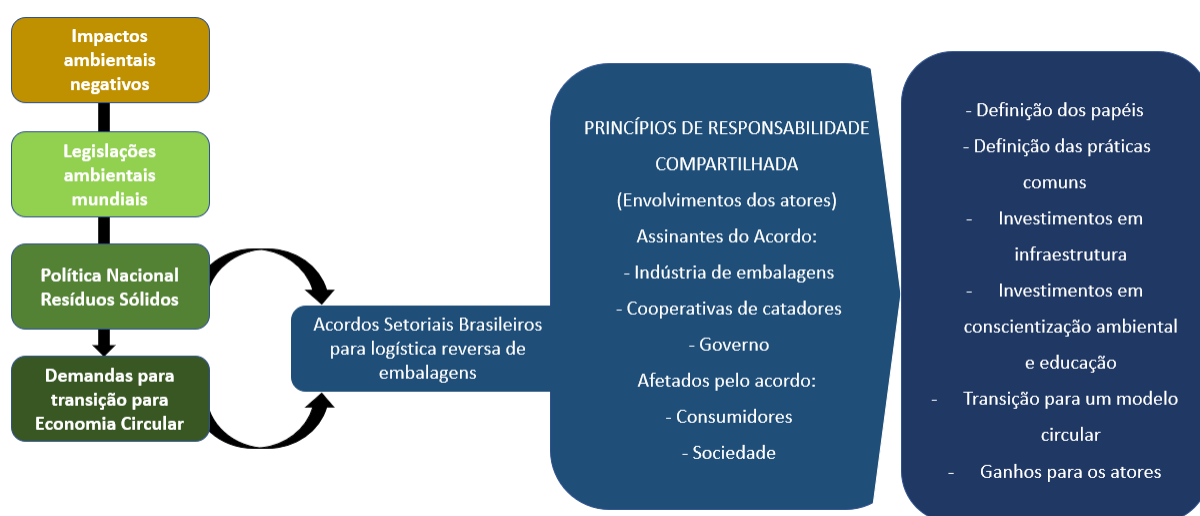 Impactos
ambientais
negativos
Legislações
ambientais
mundiais
Política Nacional
Resíduos Sólidos
Demandas para
transição para
Economia Circular
Acordos Setoriais Brasileiros
para logística reversa de
embalagens
PRINCÍPIOS DE RESPONSABILIDADE
COMPARTILHADA
(Envolvimentos dos atores)
Assinantes do Acordo:
- Indústria de embalagens
- Cooperativas de catadores
- Governo
Afetados pelo acordo:
- Consumidores
- Sociedade
- Definição dos papéis
- Definição das práticas
comuns
- Investimentos em
infraestrutura
- Investimentos em
conscientização ambiental
e educação
- Transição para um modelo
circular
- Ganhos para os atores